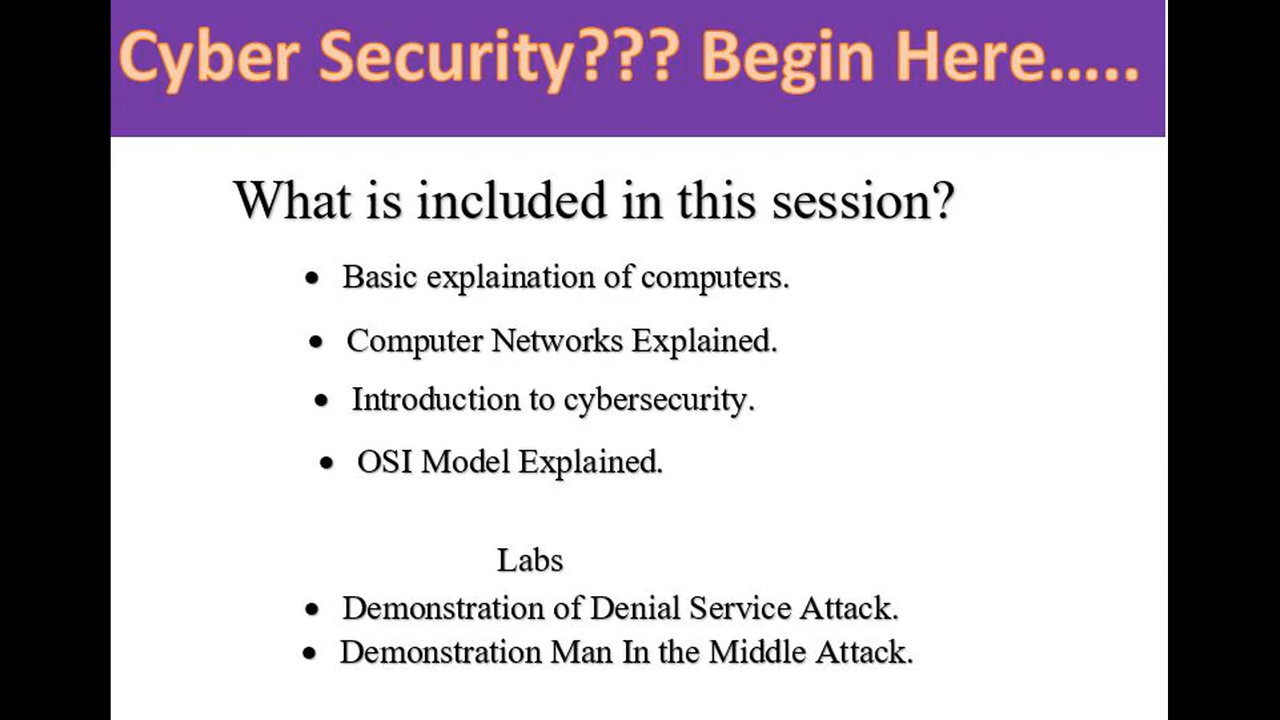 Cyber Security??? Begin Here.....
What is included in this session?
• Basic explaination of computers.
• Computer Networks Explained.
• Introduction to cybersecurity.
• OSI Model Explained.
Labs
• Demonstration of Denial Service Attack.
• Demonstration Man In the Middle Attack.